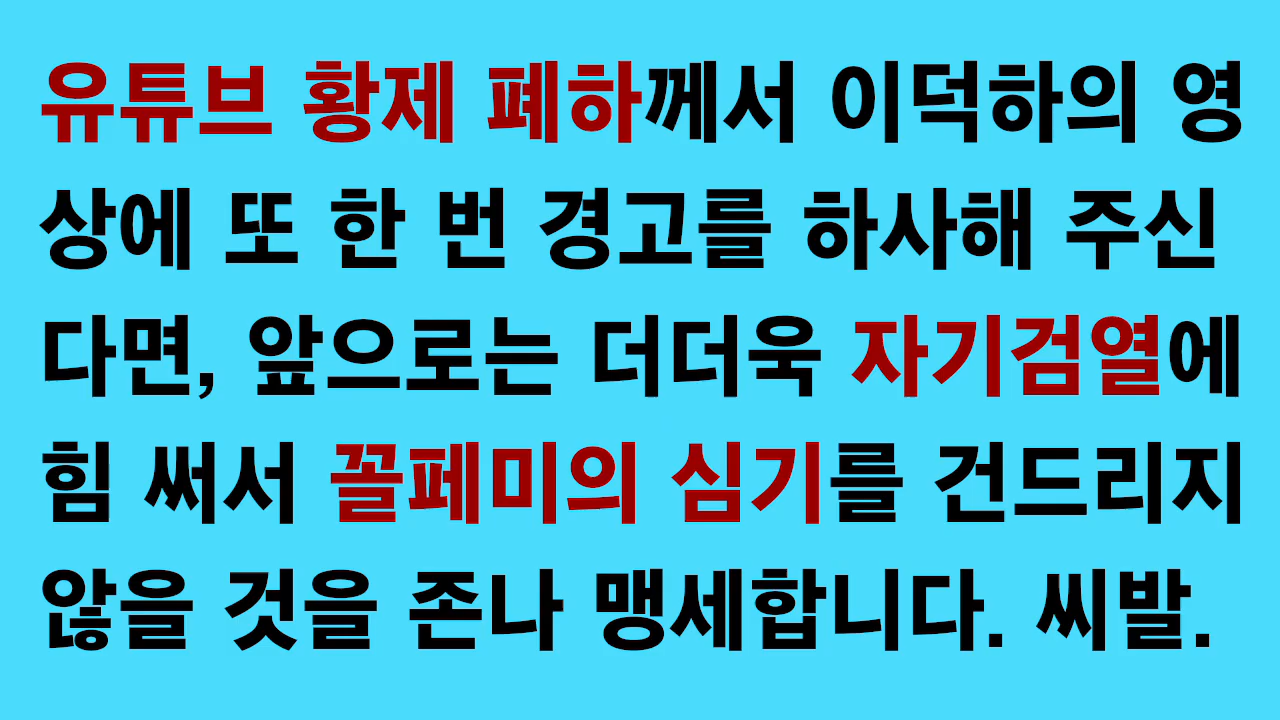 유튜브 황제 폐하께서 이덕하의 영
상에 또 한 번 경고를 하사해 주신
다면, 앞으로는 더더욱 자기검열에
힘 써서 꼴페미의 심기를 건드리지
않을 것을 존나 맹세합니다. 씨발.